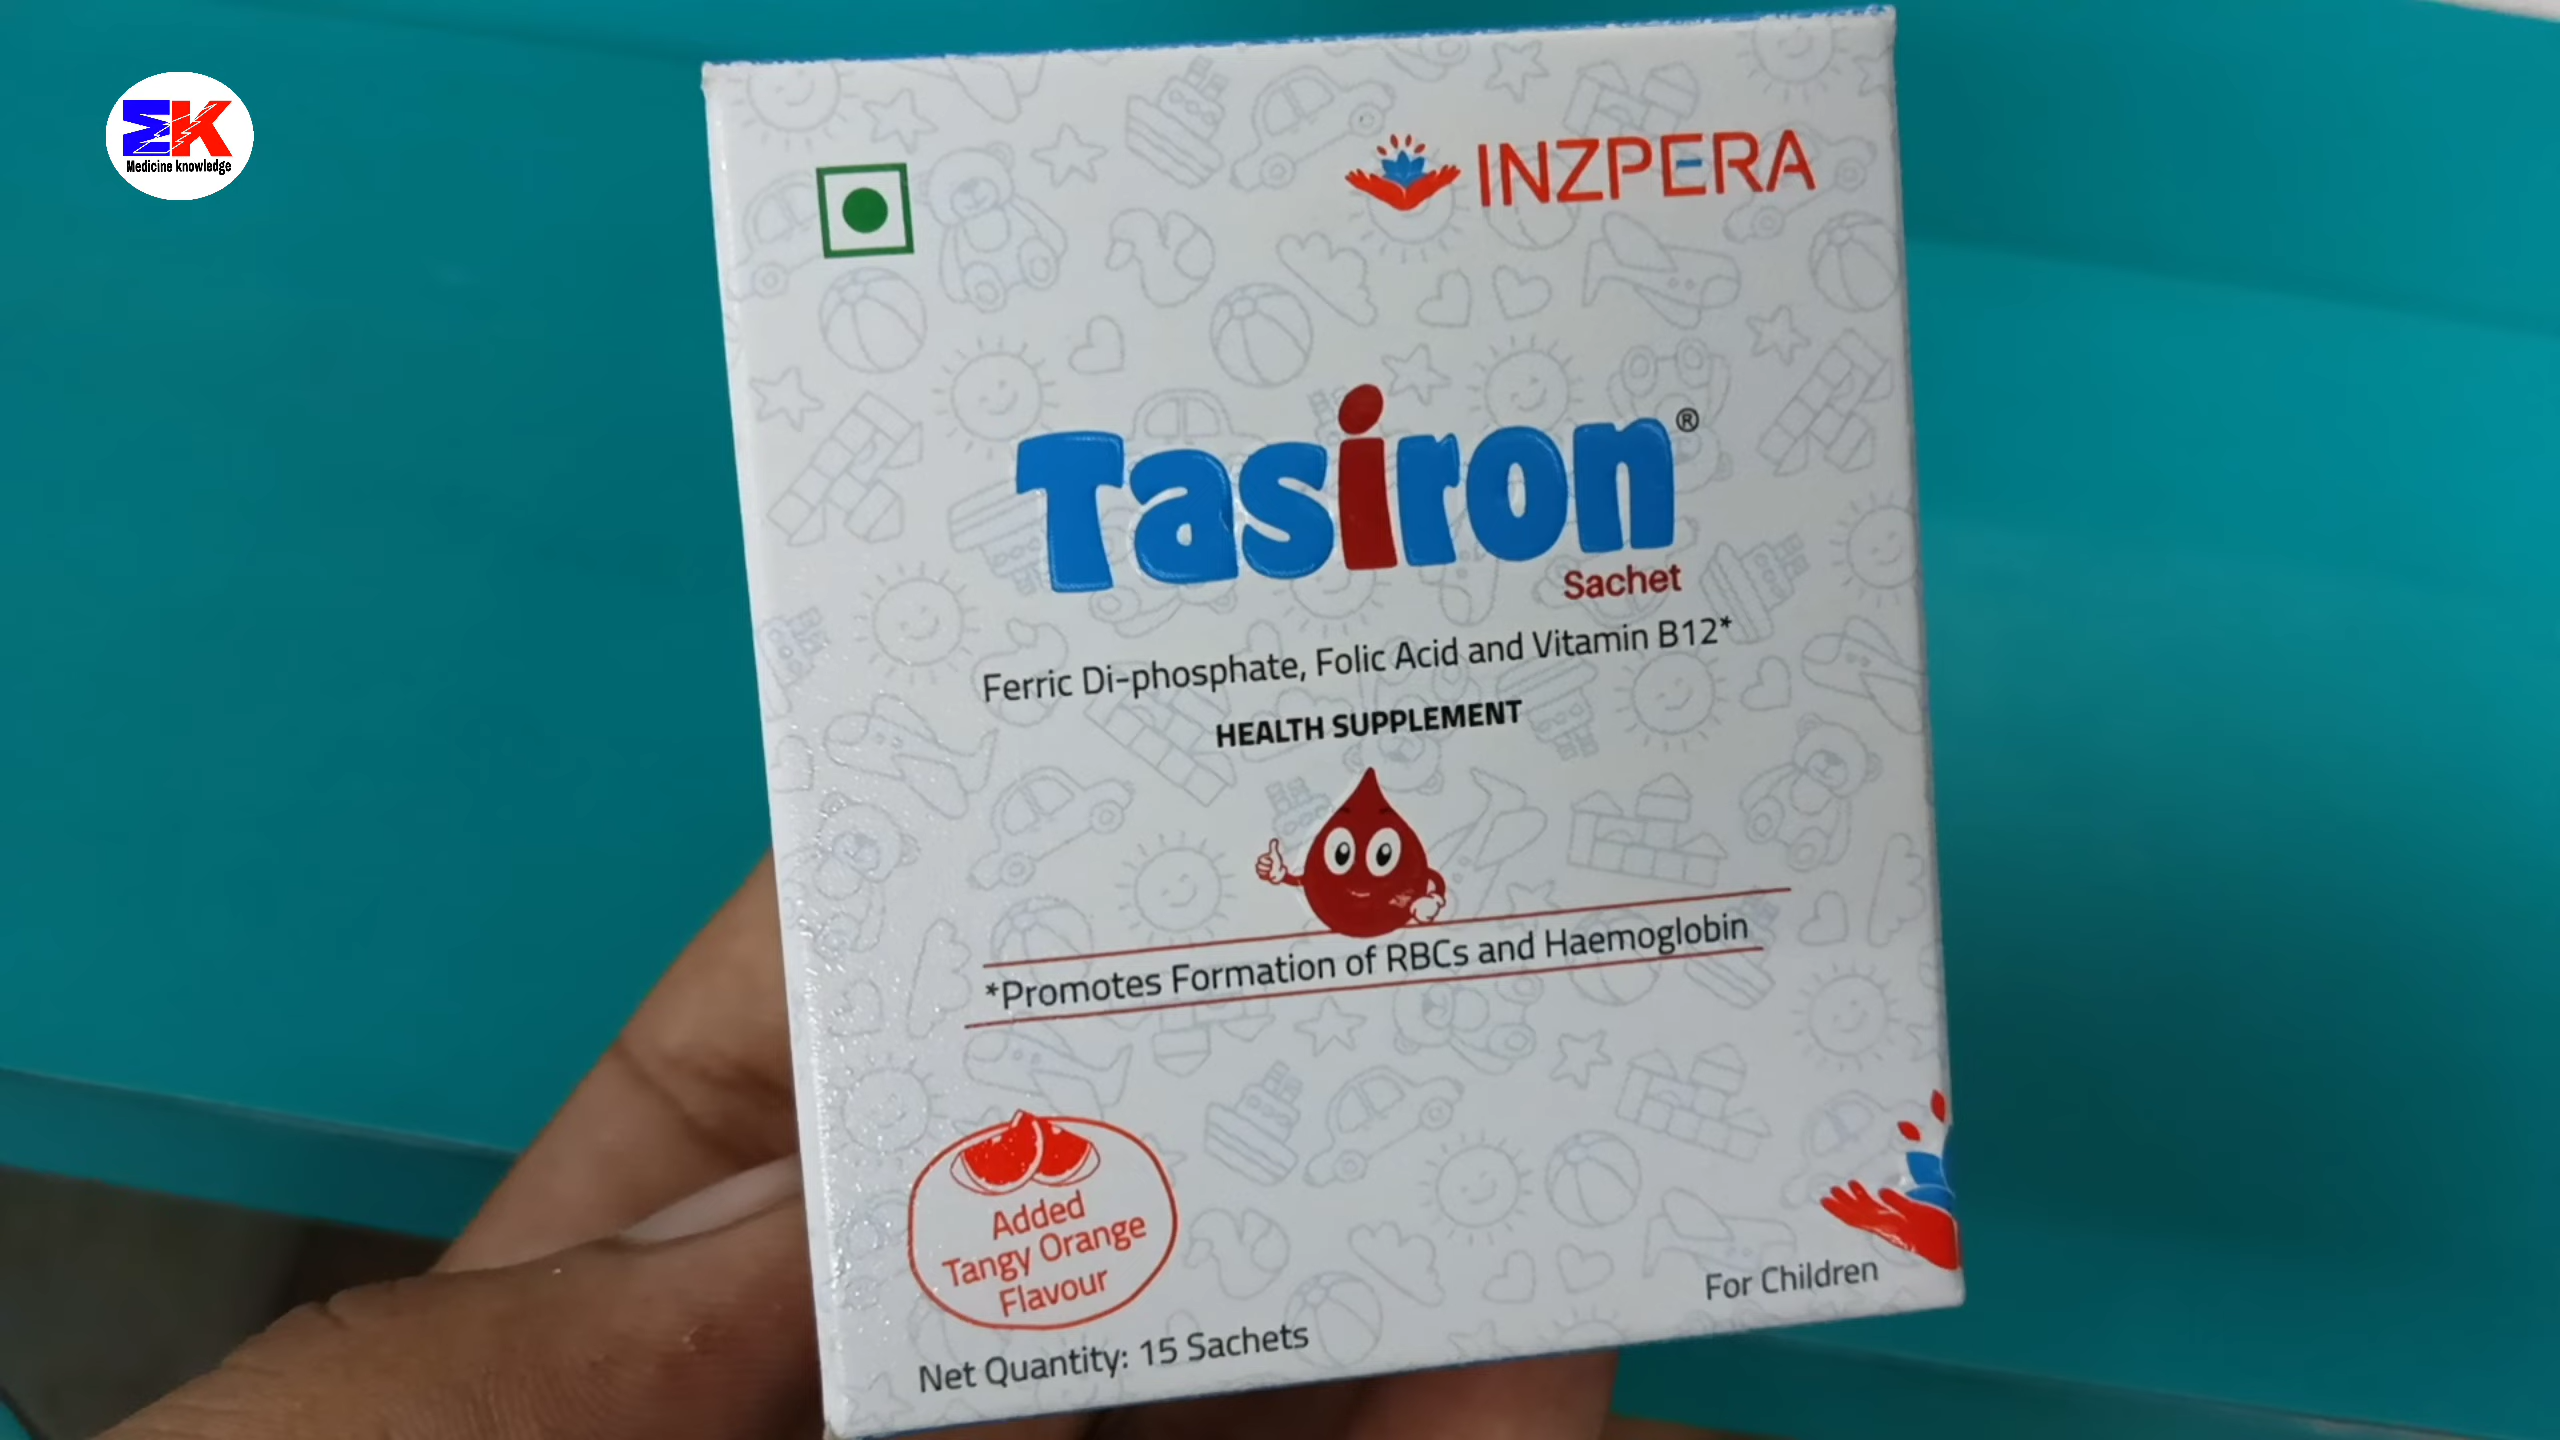 EK
Medicine knowledge
INZPERA
Tasiron®
Sachet
Ferric Di-phosphate, Folic Acid and Vitamin B12*
HEALTH SUPPLEMENT
*Promotes Formation of RBCs and Haemoglobin
Added
Tangy Orange
Flavour
For Children
Net Quantity: 15 Sachets